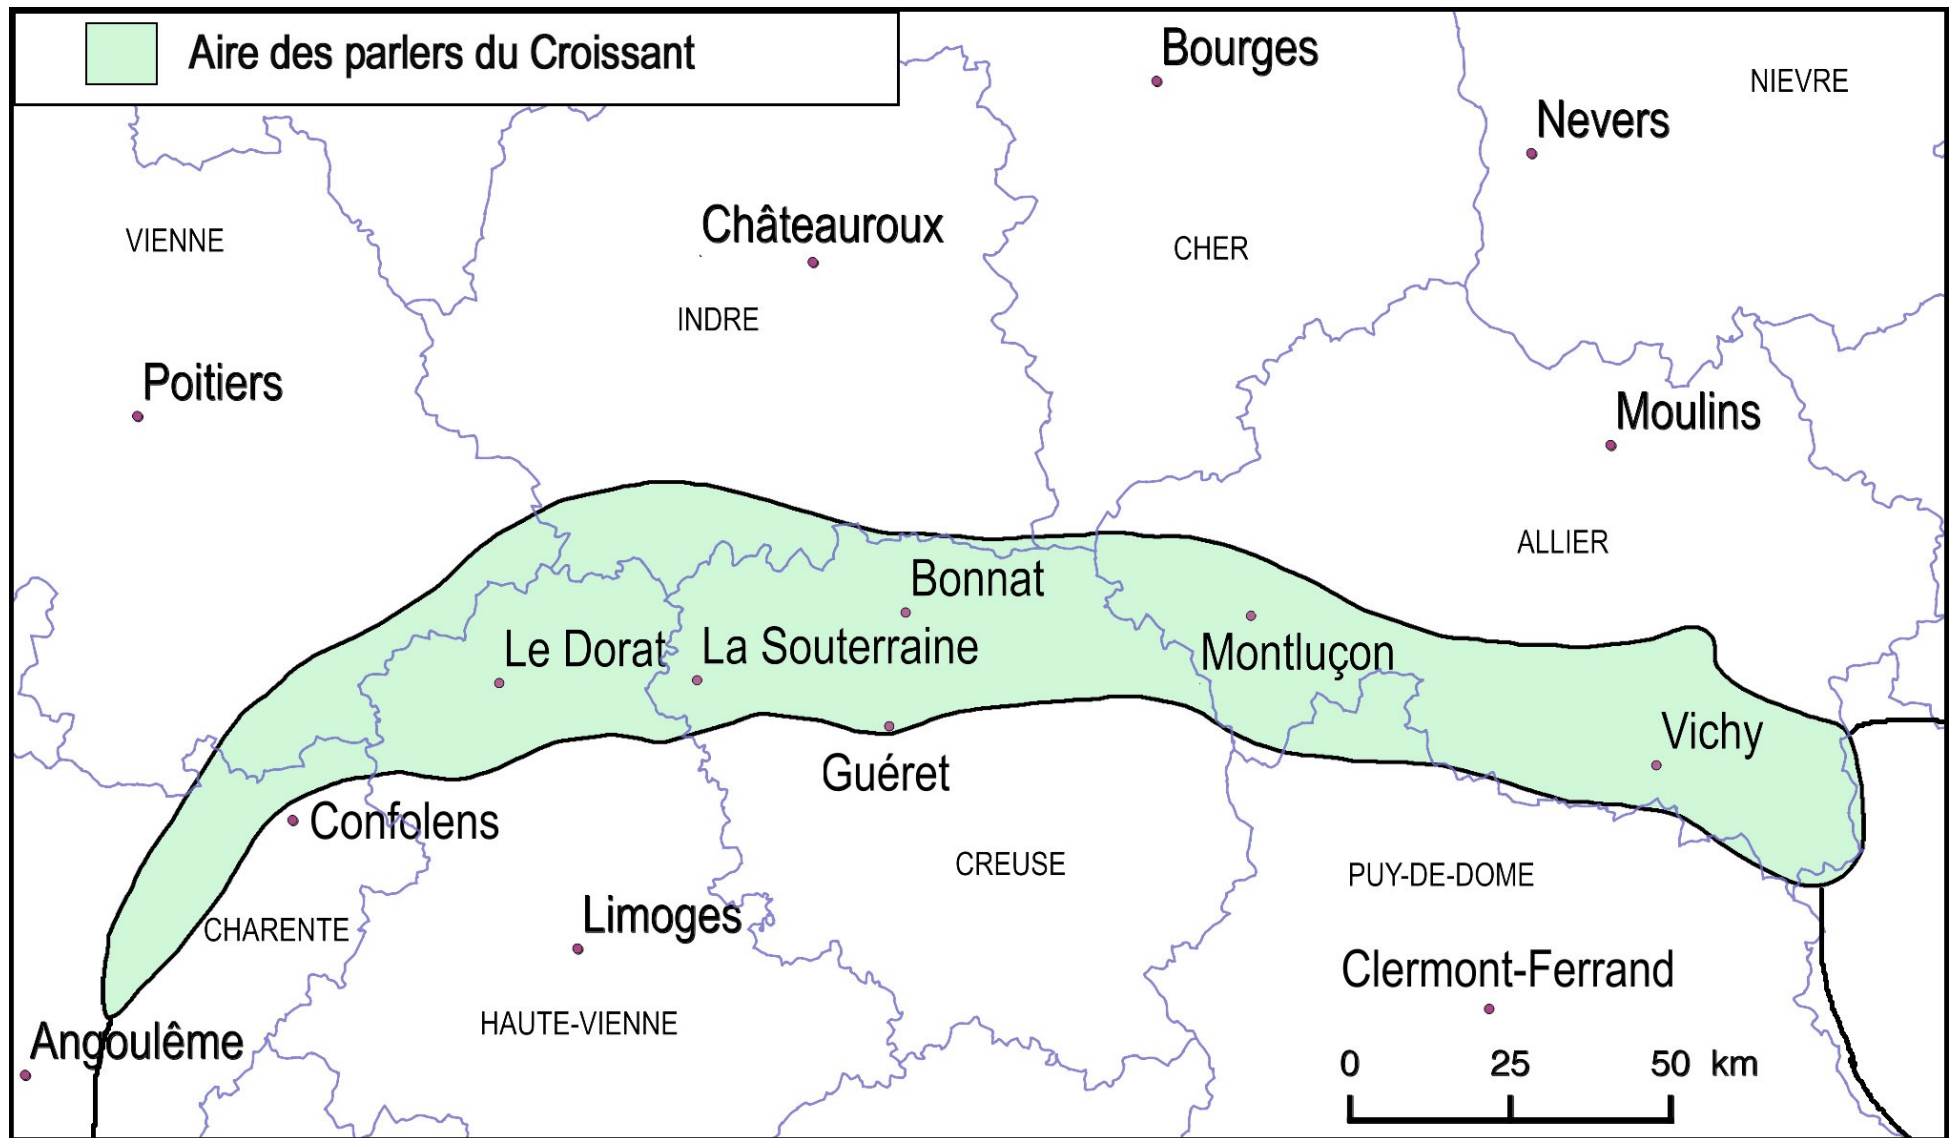 Aire des parlers du Croissant
Bourges
NIEVRE
Nevers
Châteauroux
VIENNE
CHER
INDRE
Poitiers
Moulins
ALLIER
Bonnat
Le Dorat
La Souterraine
Montluçon
Vichy
Guéret
Confolens
CREUSE
PUY-DE-DOME
Limoges
CHARENTE
Clermont-Ferrand
HAUTE-VIENNE
Angoulême
0 25 50 km